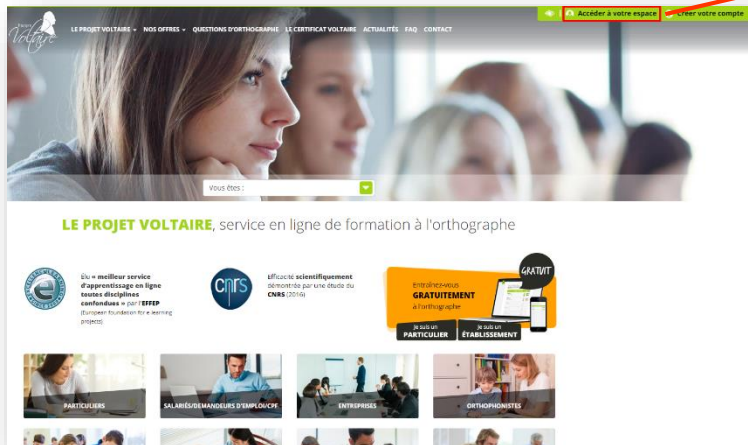 Accéder à votre espace
Créer votre compte
PROJET
Voltaire
LE PROJET VOLTAIRE NOS OFFRES QUESTIONS D'ORTHOGRAPHE LE CERTIFICAT VOLTAIRE ACTUALITÉS FAQ CONTACT
Vous êtes :
LE PROJET VOLTAIRE, service en ligne de formation à l'orthographe
Élu « meilleur service
d'apprentissage en ligne
toutes disciplines
confondues » par l'EFFEP
(European foundation for e.learning
projects)
cnrs
Efficacité scientifiquement
démontrée par une étude du
CNRS (2016)
GRATUIT
Entraînez-vous
GRATUITEMENT
à l'orthographe
Je suis un
PARTICULIER
Je suis un
ÉTABLISSEMENT
PARTICULIERS
SALARIÉS/DEMANDEURS D'EMPLOI/CPF
ENTREPRISES
ORTHOPHONISTES